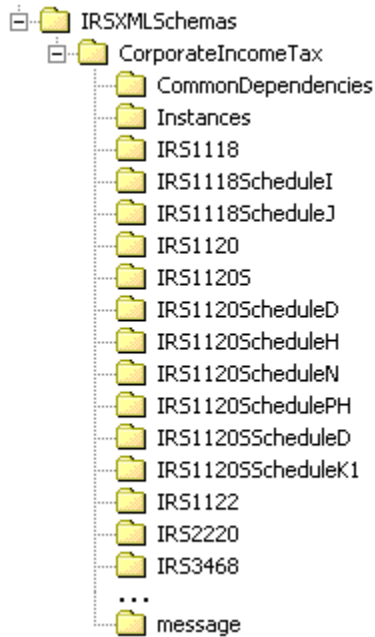 IRSXMLSchemas
CorporateIncomeTax
CommonDependencies
Instances
IRS1118
IRS1118ScheduleI
IRS1118ScheduleJ
IRS1120
IRS1120S
IRS1120ScheduleD
IRS1120ScheduleH
IRS1120ScheduleN
IRS1120SchedulePH
IRS1120SScheduleD
IRS1120SScheduleK1
IRS1122
IRS2220
IRS3468
...
message